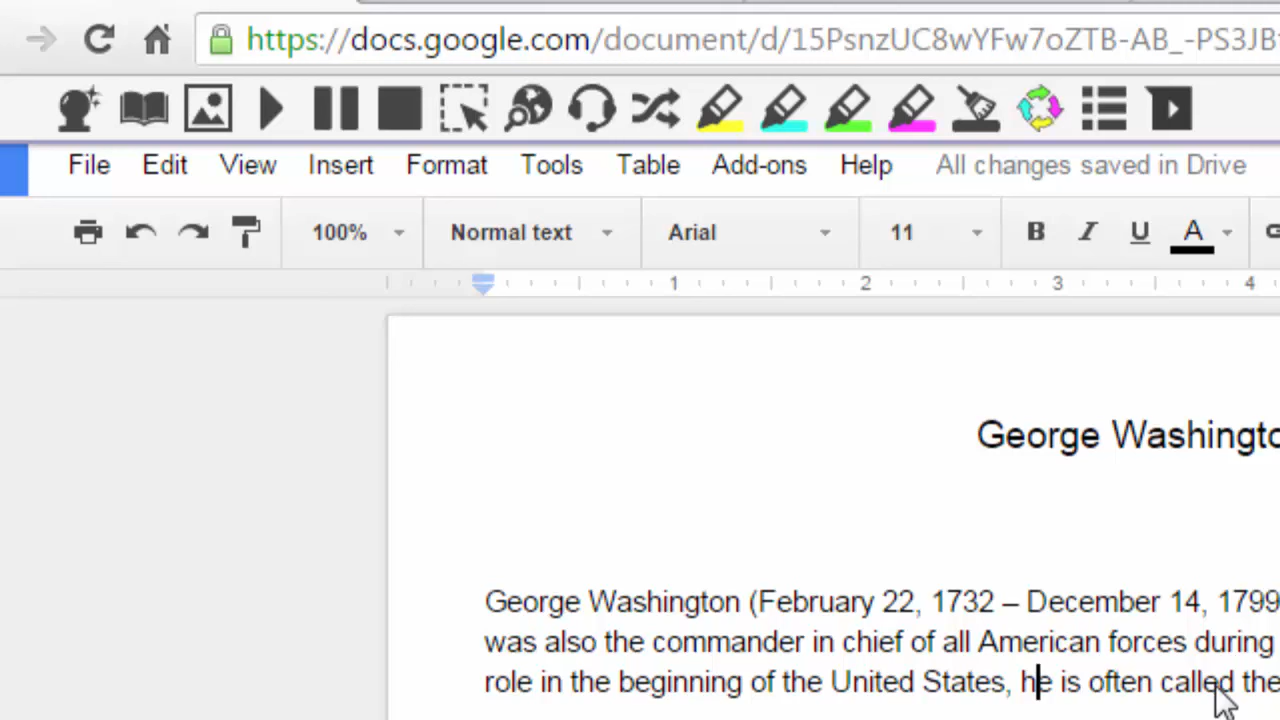 https://docs.google.com/document/d/15PsnzUC8wYFw7oZTB-AB_-PS3JB
File Edit View Insert Format Tools Table Add-ons Help All changes saved in Drive
100% Normal text Arial 11 B I U A
1 2 3 4
George Washingto
George Washington (February 22, 1732 – December 14, 1799
was also the commander in chief of all American forces during
role in the beginning of the United States, he is often called the